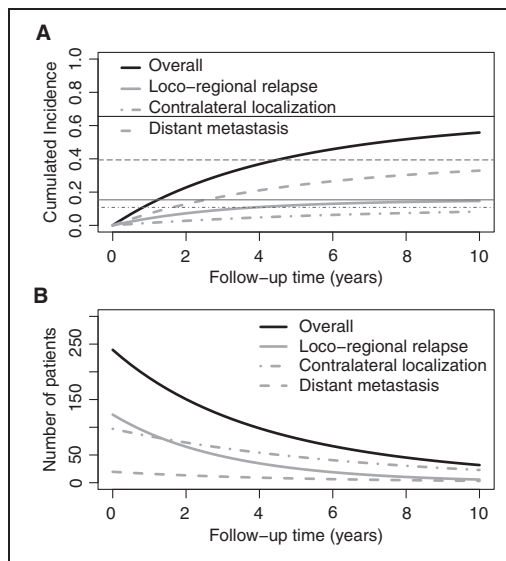 A
Cumulated Incidence
1.0
0.8
0.6
0.4
0.2
0.0
Overall
Loco-regional relapse
Contralateral localization
Distant metastasis
0 2 4 6 8 10
Follow-up time (years)
B
Number of patients
250
150
50
0
Overall
Loco-regional relapse
Contralateral localization
Distant metastasis
0 2 4 6 8 10
Follow-up time (years)